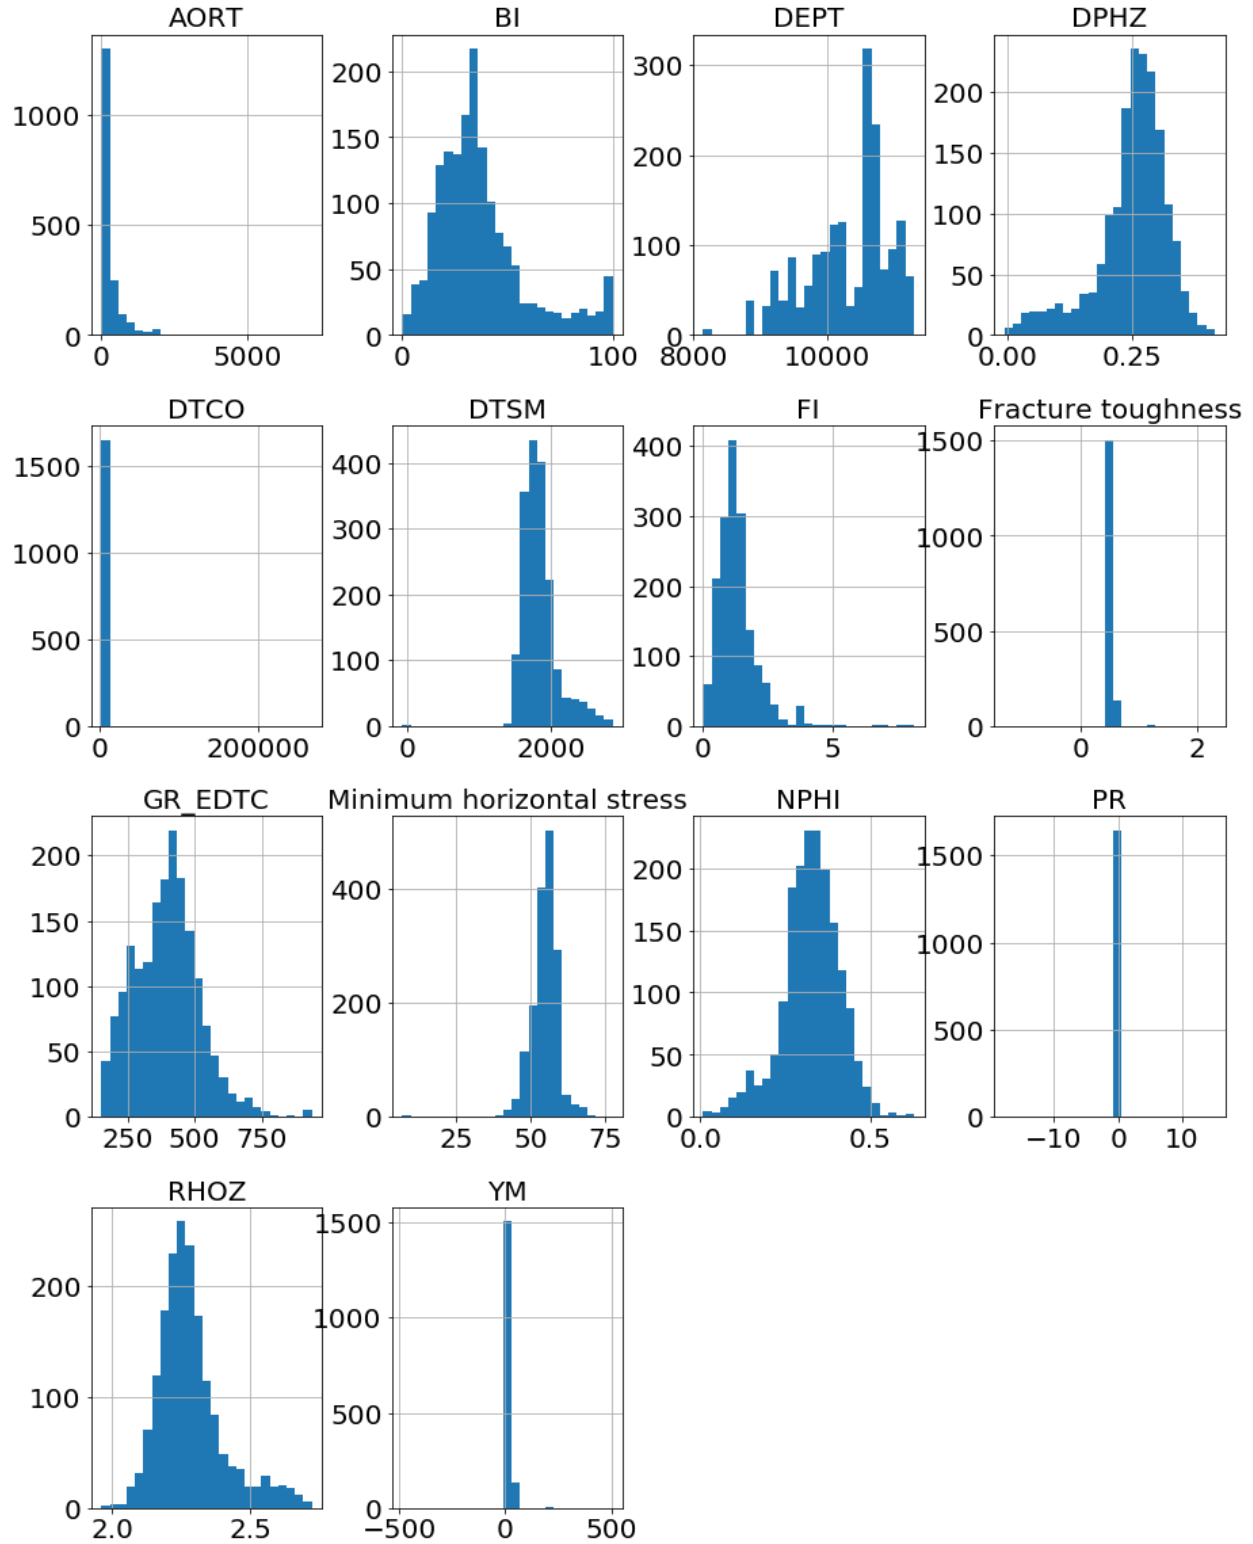 AORT BI DEPT DPHZ
1000 500 0 0 5000
200 150 100 50 0 0 100
300 200 100 0 8000 10000
200 150 100 50 0 0.00 0.25
DTCO DTSM FI Fracture toughness
1500 1000 500 0 0 200000
400 300 200 100 0 0 2000
400 300 200 100 0 0 5
1500 1000 500 0 0 2
GR_EDTC Minimum horizontal stress NPHI PR
200 150 100 50 0 250 500 750
400 200 0 25 50 75
200 150 100 50 0 0.0 0.5
1500 1000 500 0 −10 0 10
RHOZ YM
200 100 0 2.0 2.5
1500 1000 500 0 −500 0 500